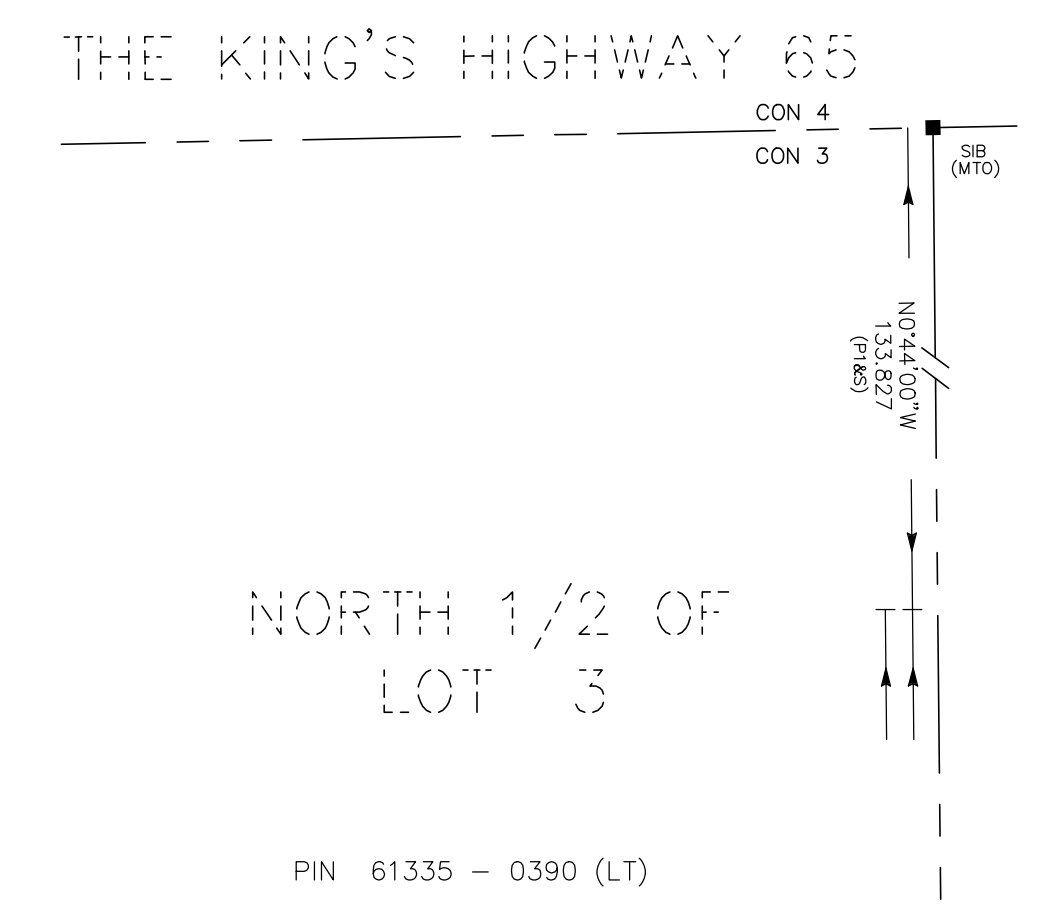 THE KING'S HIGHWAY 65
CON 4
CON 3
SIB
(MTO)
N0°44'00"W
133.827
(P1&S)
NORTH 1/2 OF
LOT 3
PIN 61335 – 0390 (LT)